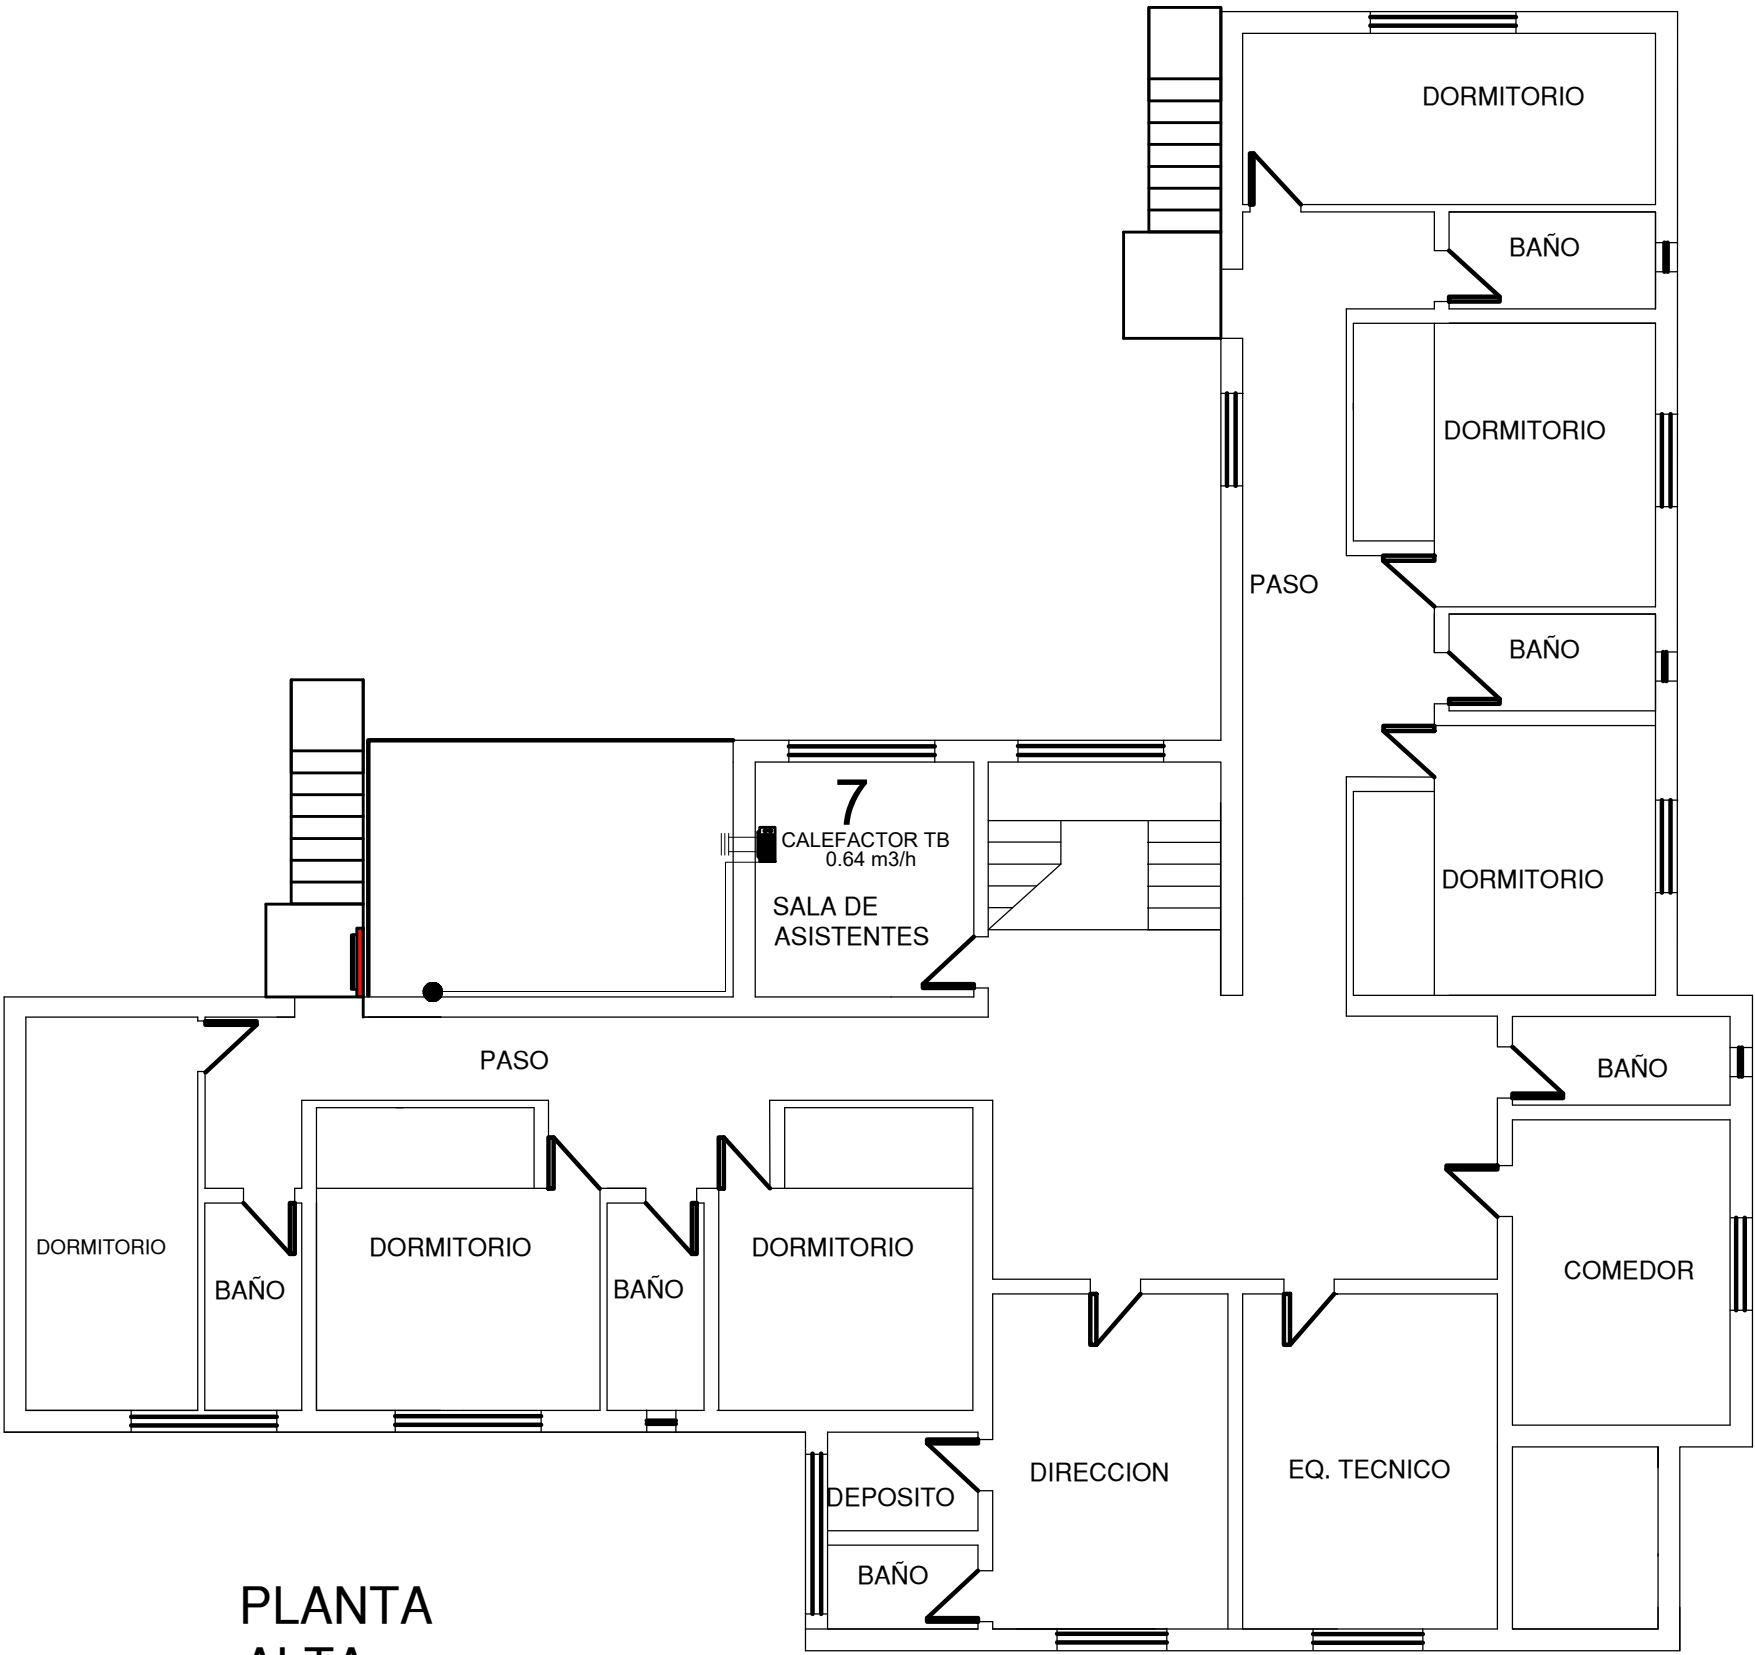 DORMITORIO
BAÑO
DORMITORIO
PASO
BAÑO
7
CALEFACTOR TB
0.64 m3/h
SALA DE
ASISTENTES
DORMITORIO
PASO
BAÑO
DORMITORIO
BAÑO
DORMITORIO
BAÑO
DORMITORIO
COMEDOR
DIRECCION
EQ. TECNICO
DEPOSITO
BAÑO
PLANTA
ALTA